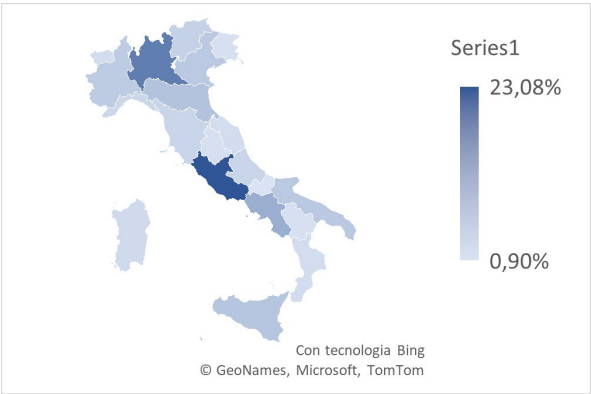 Series1
23,08%
0,90%
Con tecnologia Bing
© GeoNames, Microsoft, TomTom